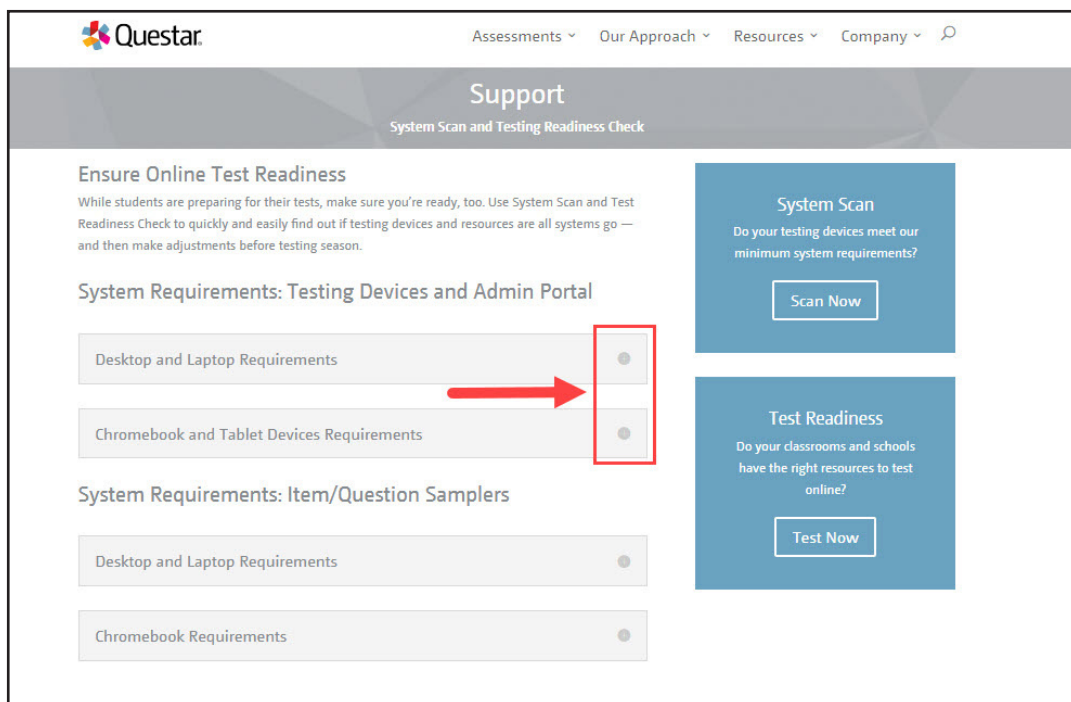 Questar.
Assessments Our Approach Resources Company
Support
System Scan and Testing Readiness Check
Ensure Online Test Readiness
While students are preparing for their tests, make sure you're ready, too. Use System Scan and Test
Readiness Check to quickly and easily find out if testing devices and resources are all systems go —
and then make adjustments before testing season.
System Requirements: Testing Devices and Admin Portal
Desktop and Laptop Requirements
Chromebook and Tablet Devices Requirements
System Requirements: Item/Question Samplers
Desktop and Laptop Requirements
Chromebook Requirements
System Scan
Do your testing devices meet our
minimum system requirements?
Scan Now
Test Readiness
Do your classrooms and schools
have the right resources to test
online?
Test Now